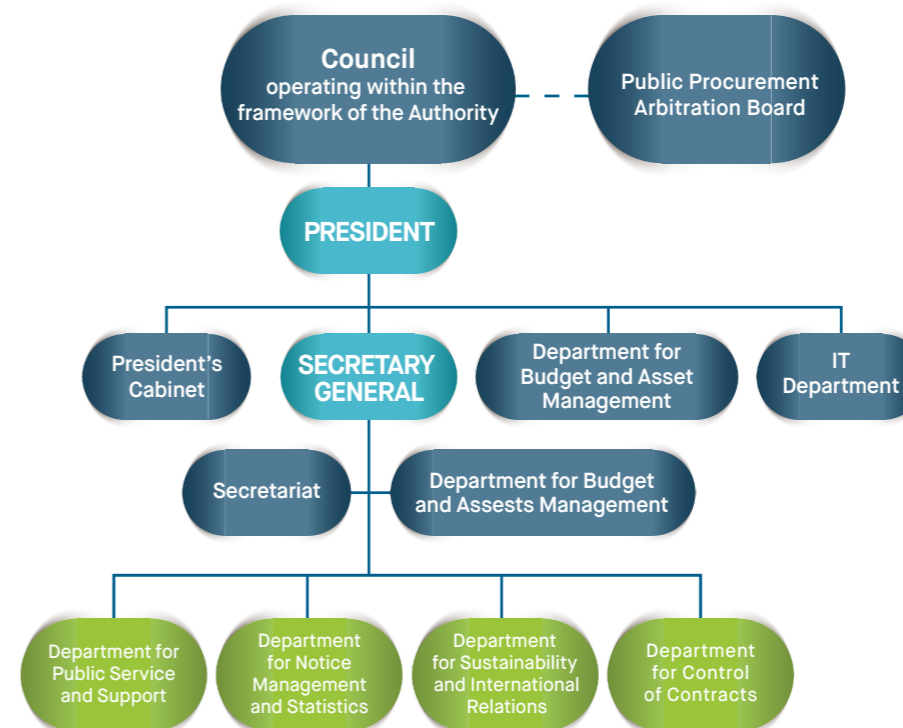 Council
operating within the
framework of the Authority
Public Procurement
Arbitration Board
PRESIDENT
President's
Cabinet
SECRETARY
GENERAL
Department for
Budget and Asset
Management
IT
Department
Secretariat
Department for Budget
and Assests Management
Department for
Public Service
and Support
Department
for Notice
Management
and Statistics
Department
for Sustainability
and International
Relations
Department
for Control
of Contracts